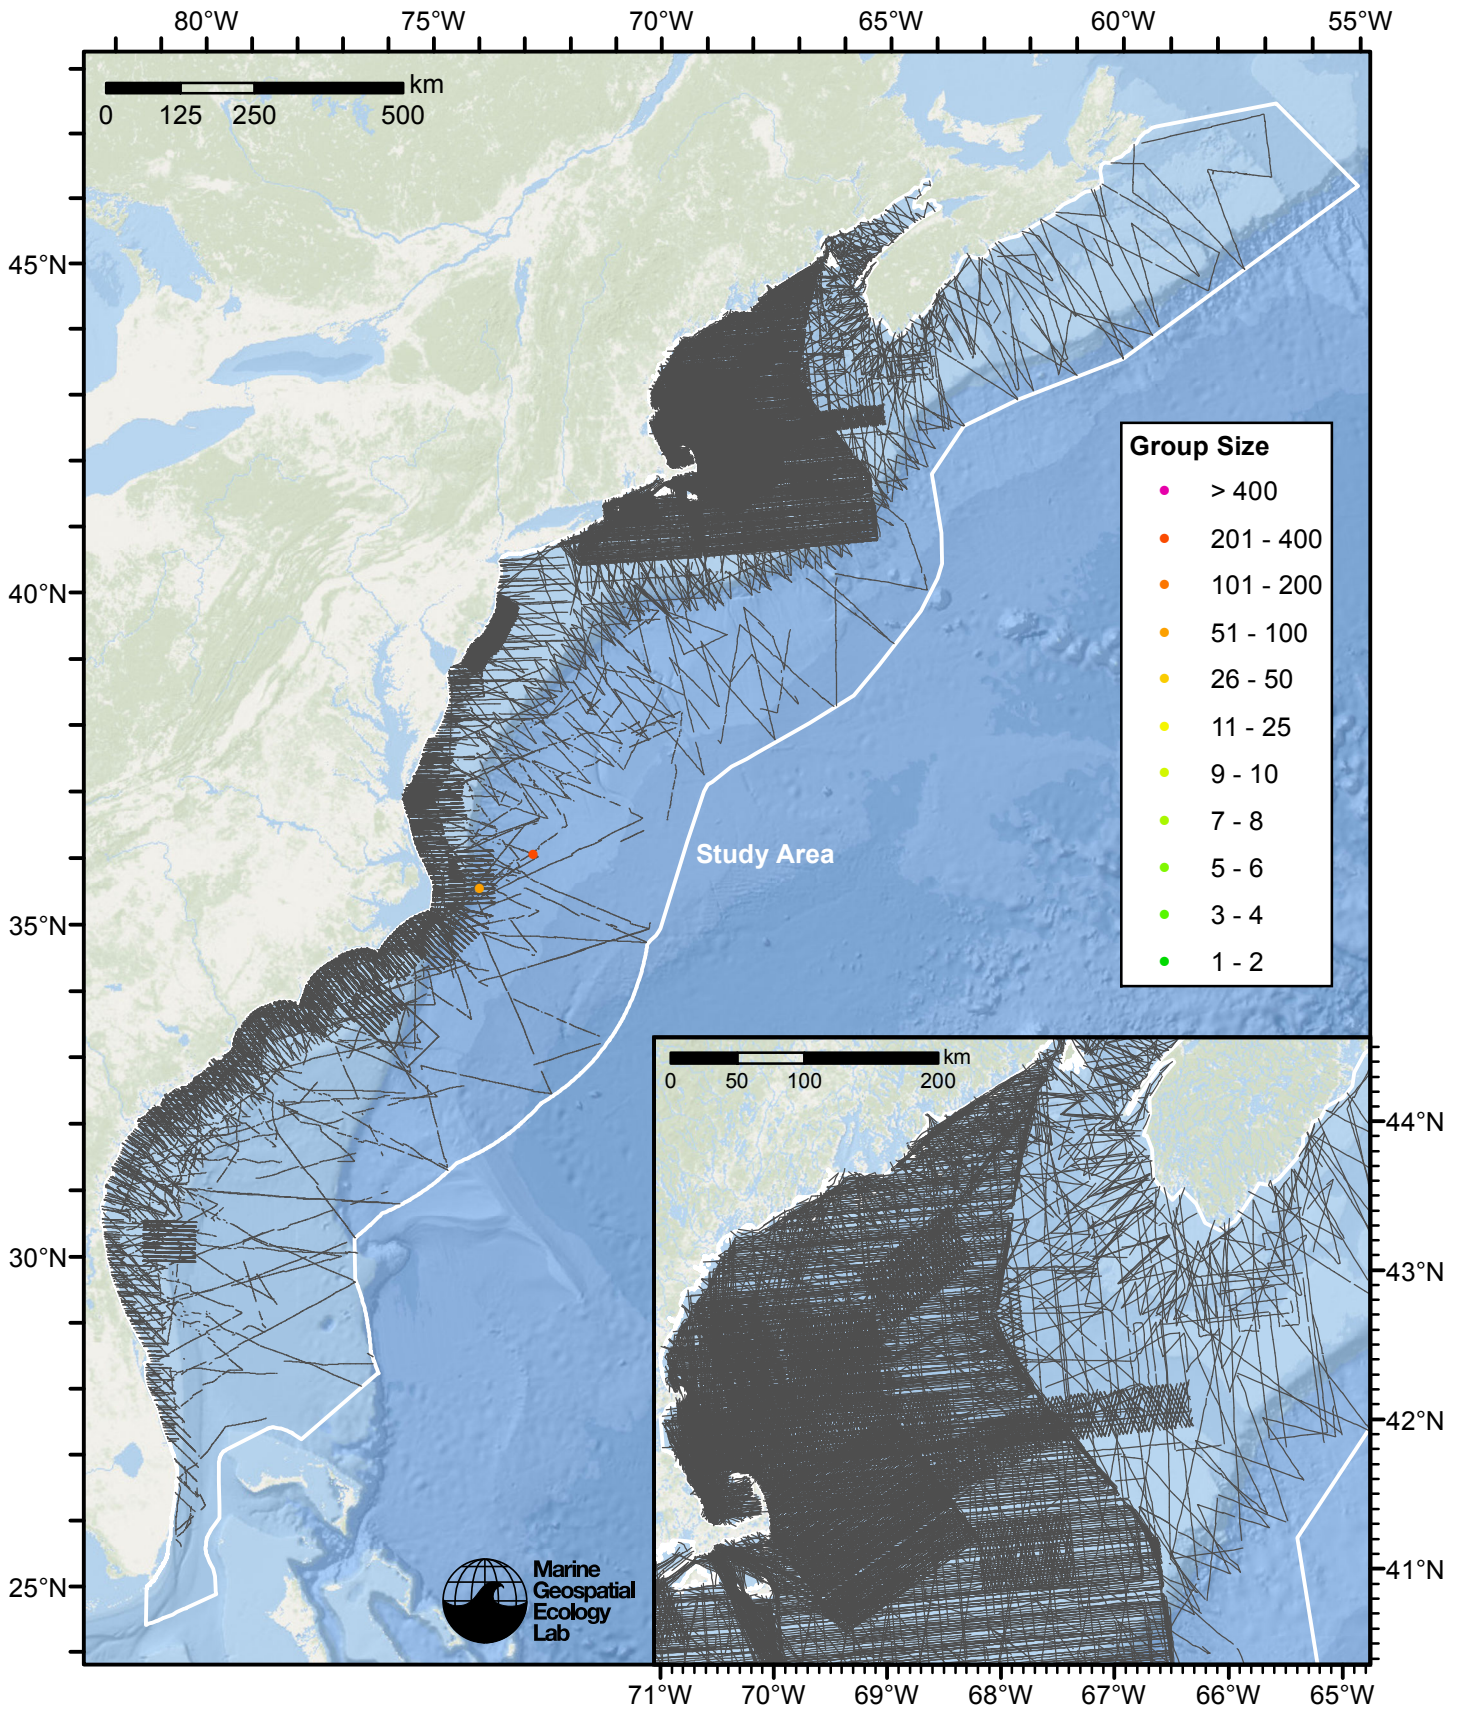 80°W 75°W 70°W 65°W 60°W 55°W
km
0 125 250 500
45°N
40°N
35°N
30°N
25°N
Group Size
> 400
201 - 400
101 - 200
51 - 100
26 - 50
11 - 25
9 - 10
7 - 8
5 - 6
3 - 4
1 - 2
Study Area
km
0 50 100 200
44°N
43°N
42°N
41°N
Marine
Geospatial
Ecology
Lab
71°W 70°W 69°W 68°W 67°W 66°W 65°W